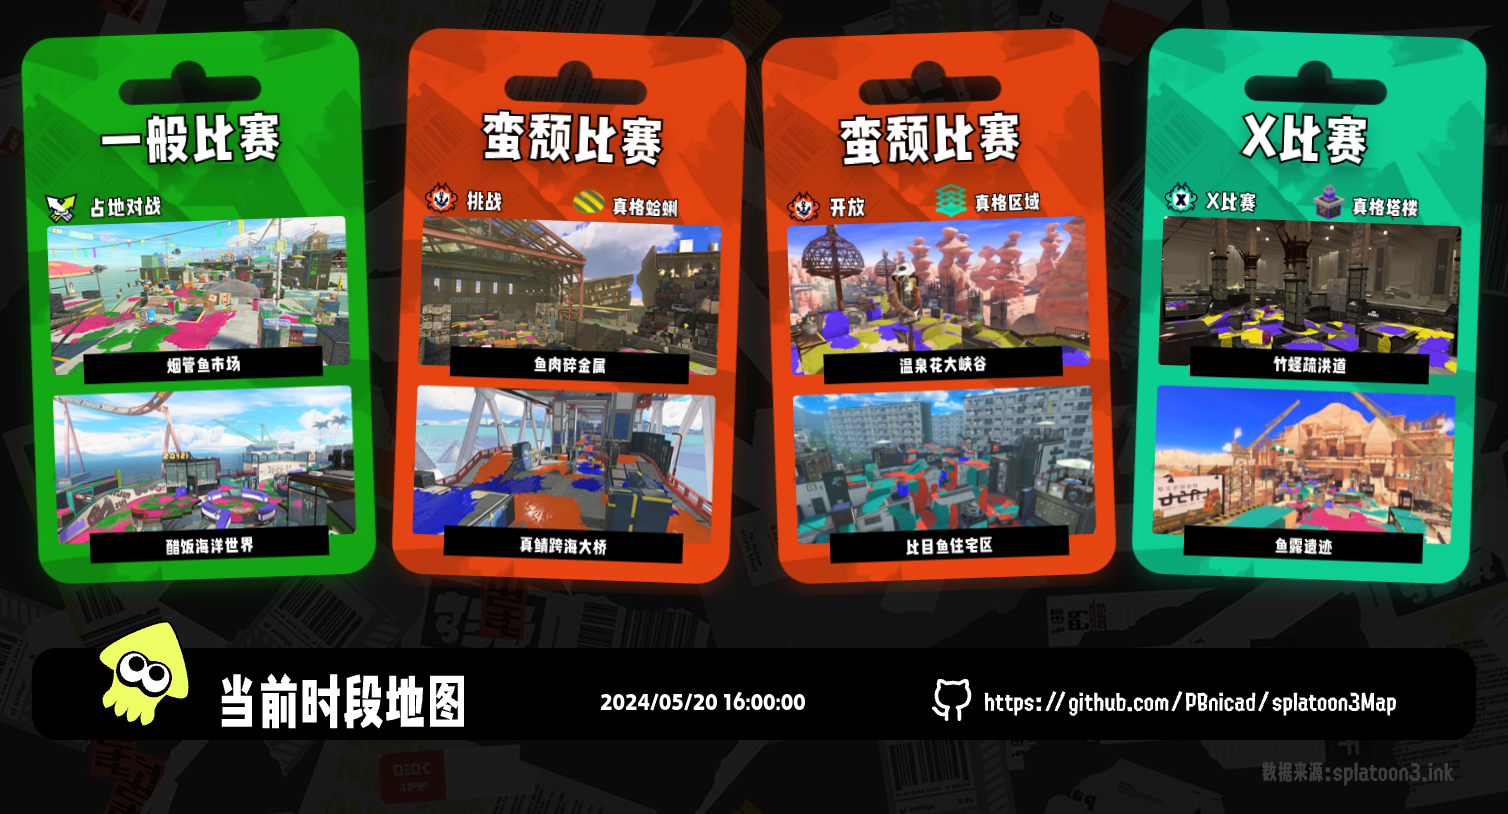 一般比赛
占地对战
烟管鱼市场
醋饭海洋世界
蛮颓比赛
挑战
真格蛤蜊
鱼肉碎金属
真鲷跨海大桥
蛮颓比赛
开放
真格区域
温泉花大峡谷
比目鱼住宅区
X比赛
X比赛
真格塔楼
竹蛏疏洪道
鱼露遗迹
当前时段地图
2024/05/20 16:00:00
https://github.com/PBnicad/splatoon3Map
数据来源:splatoon3.ink